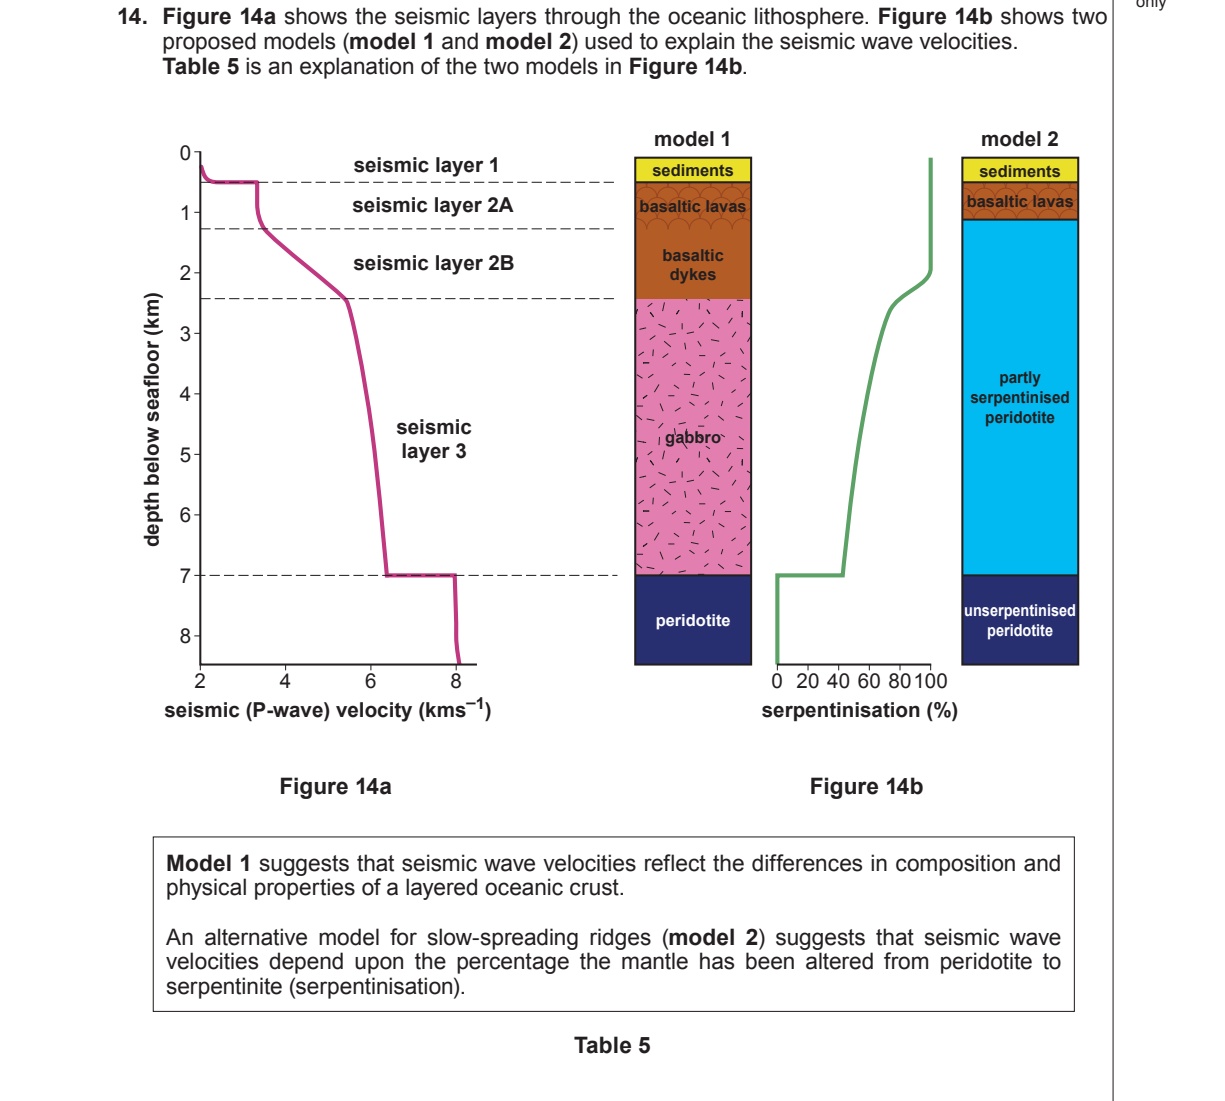 only
14. Figure 14a shows the seismic layers through the oceanic lithosphere. Figure 14b shows two
proposed models (model 1 and model 2) used to explain the seismic wave velocities.
Table 5 is an explanation of the two models in Figure 14b.
model 1
model 2
0
1
2
3
4
5
6
7
8
depth below seafloor (km)
seismic layer 1
seismic layer 2A
seismic layer 2B
seismic
layer 3
2 4 6 8
seismic (P-wave) velocity (kms–1)
sediments
basaltic lavas
basaltic
dykes
gabbro
peridotite
0 20 40 60 80 100
serpentinisation (%)
sediments
basaltic lavas
partly
serpentinised
peridotite
unserpentinised
peridotite
Figure 14a
Figure 14b
Model 1 suggests that seismic wave velocities reflect the differences in composition and
physical properties of a layered oceanic crust.
An alternative model for slow-spreading ridges (model 2) suggests that seismic wave
velocities depend upon the percentage the mantle has been altered from peridotite to
serpentinite (serpentinisation).
Table 5